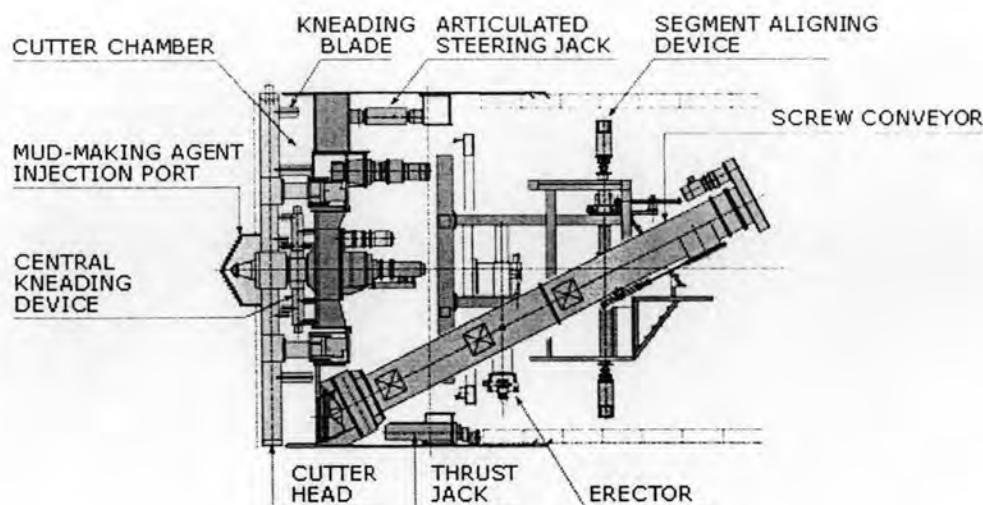 KNEADING
BLADE
ARTICULATED
STEERING JACK
SEGMENT ALIGNING
DEVICE
CUTTER CHAMBER
SCREW CONVEYOR
MUD-MAKING AGENT
INJECTION PORT
CENTRAL
KNEADING
DEVICE
CUTTER
HEAD
THRUST
JACK
ERECTOR